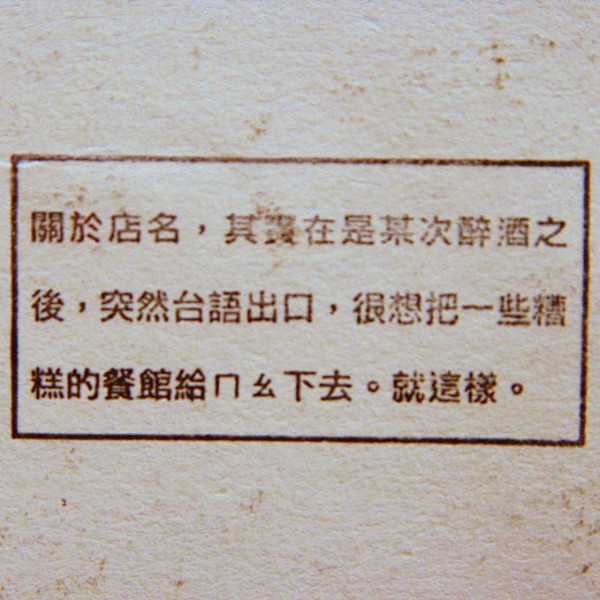 關於店名，其實在是某次醉酒之
後，突然台語出口，很想把一些糟
糕的餐館給ㄇㄠ下去。就這樣。